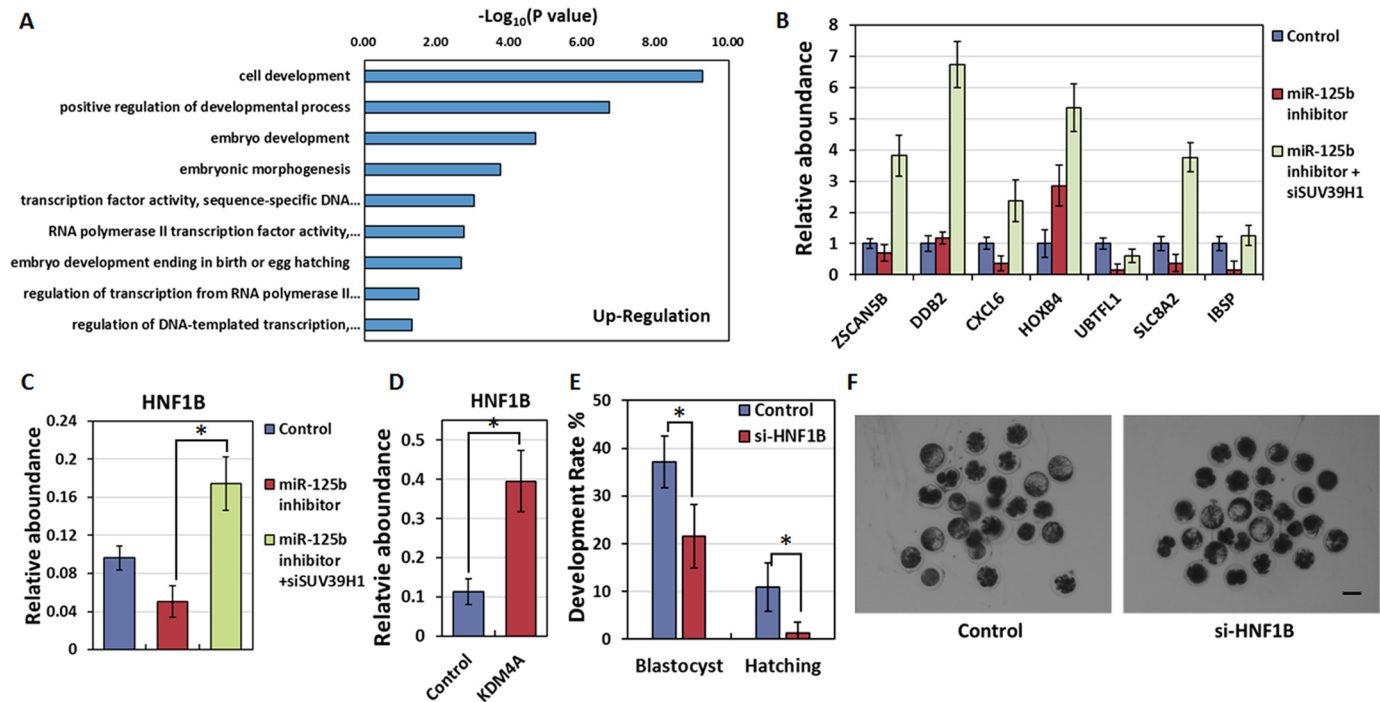 A
-Log10(P value)
0.00 2.00 4.00 6.00 8.00 10.00
cell development
positive regulation of developmental process
embryo development
embryonic morphogenesis
transcription factor activity, sequence-specific DNA...
RNA polymerase II transcription factor activity,...
embryo development ending in birth or egg hatching
regulation of transcription from RNA polymerase II...
regulation of DNA-templated transcription,...
Up-Regulation
B
Relative aboundance
8
7
6
5
4
3
2
1
0
ZSCAN5B
DDB2
CXCL6
HOXB4
UBTFL1
SLC8A2
IBSP
Control
miR-125b
inhibitor
miR-125b
inhibitor +
siSUV39H1
C
HNF1B
Relative aboundance
0.24
0.2
0.16
0.12
0.08
0.04
0
*
Control
miR-125b
inhibitor
miR-125b
inhibitor
+siSUV39H1
D
HNF1B
Relatvie aboundance
0.5
0.4
0.3
0.2
0.1
0
*
Control
KDM4A
E
Development Rate %
50
40
30
20
10
0
*
*
Control
si-HNF1B
Blastocyst
Hatching
F
Control
si-HNF1B